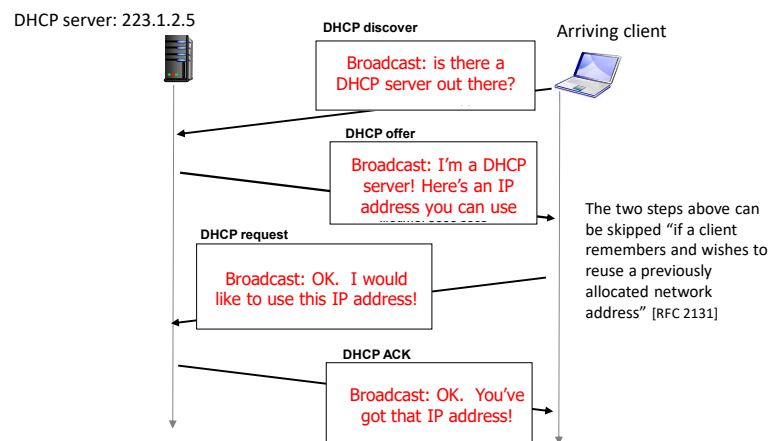 DHCP server: 223.1.2.5
DHCP discover
Arriving client
Broadcast: is there a
DHCP server out there?
DHCP offer
Broadcast: I’m a DHCP
server! Here’s an IP
address you can use
The two steps above can
be skipped “if a client
remembers and wishes to
reuse a previously
allocated network
address” [RFC 2131]
DHCP request
Broadcast: OK.  I would
like to use this IP address!
DHCP ACK
Broadcast: OK.  You’ve
got that IP address!